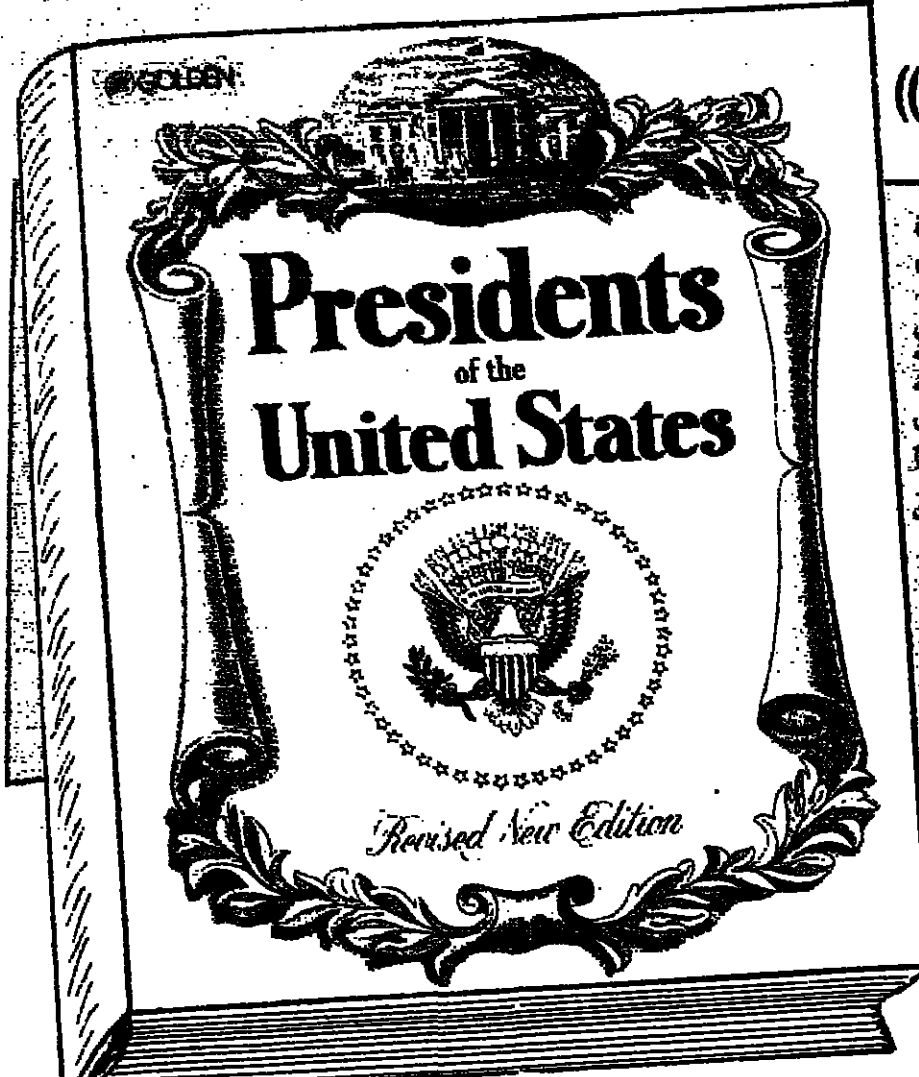 GOLDEN
Presidents
of the
United States
Revised New Edition